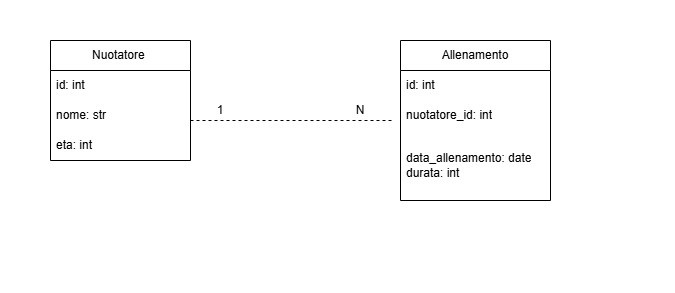 Nuotatore
id: int
nome: str
eta: int
1
N
Allenamento
id: int
nuotatore_id: int
data_allenamento: date
durata: int